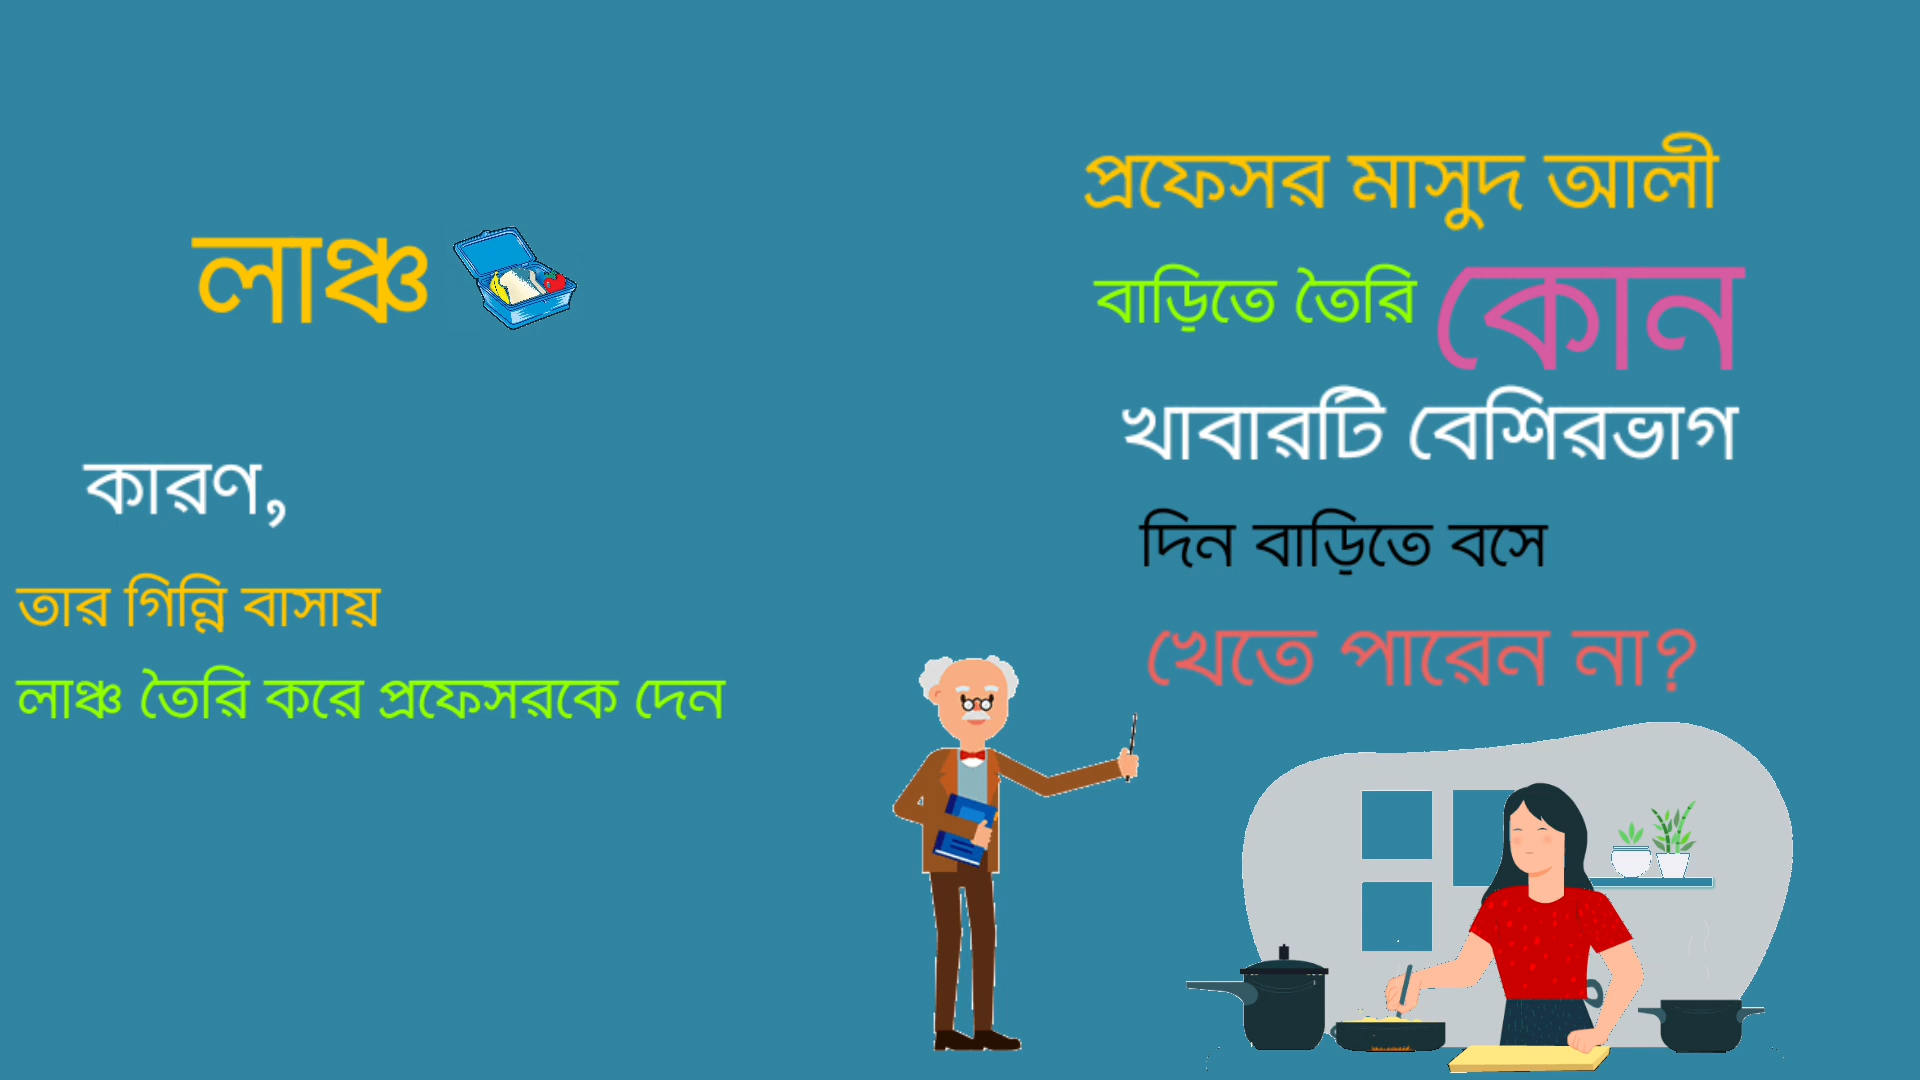 প্রফেসর মাসুদ আলী
বাড়িতে তৈরি কোন
খাবারটি বেশিরভাগ
দিন বাড়িতে বসে
খেতে পারেন না?
লাঞ্চ
কারণ,
তার গিন্নি বাসায়
লাঞ্চ তৈরি করে প্রফেসরকে দেন